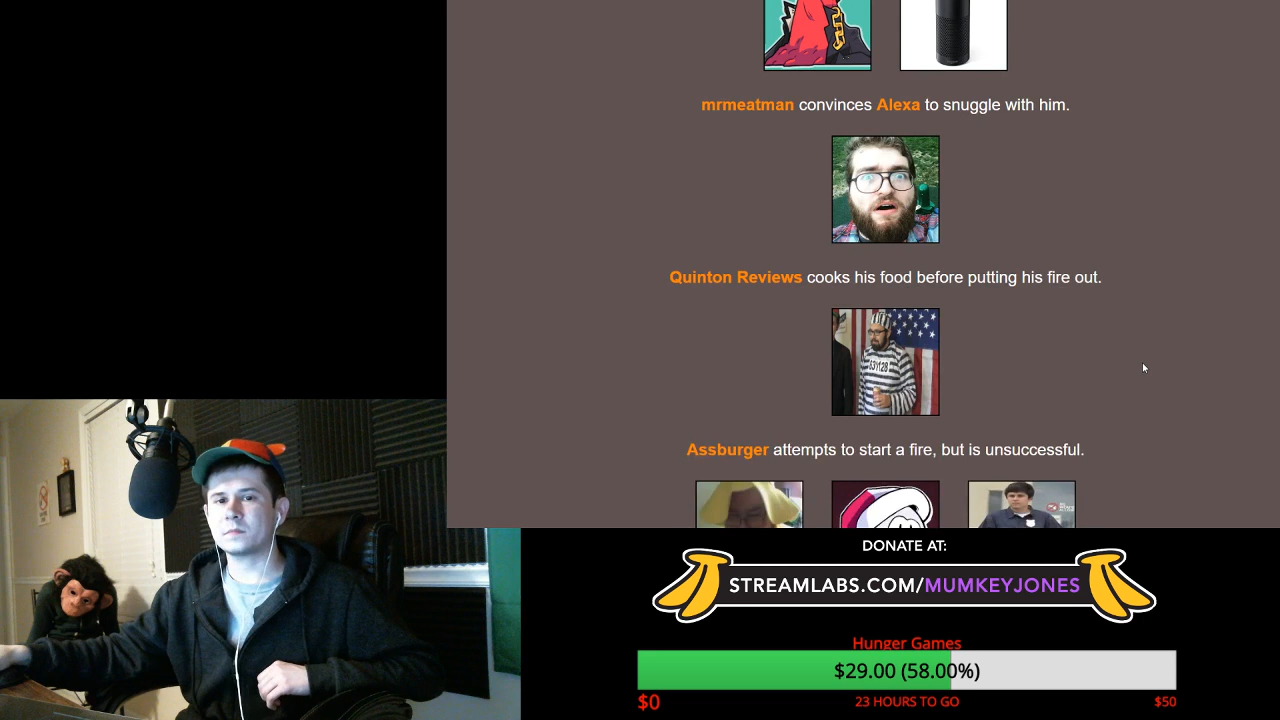 mrmeatman convinces Alexa to snuggle with him.
Quinton Reviews cooks his food before putting his fire out.
Assburger attempts to start a fire, but is unsuccessful.
DONATE AT:
STREAMLABS.COM/MUMKEYJONES
Hunger Games
$29.00 (58.00%)
$0
23 HOURS TO GO
$50